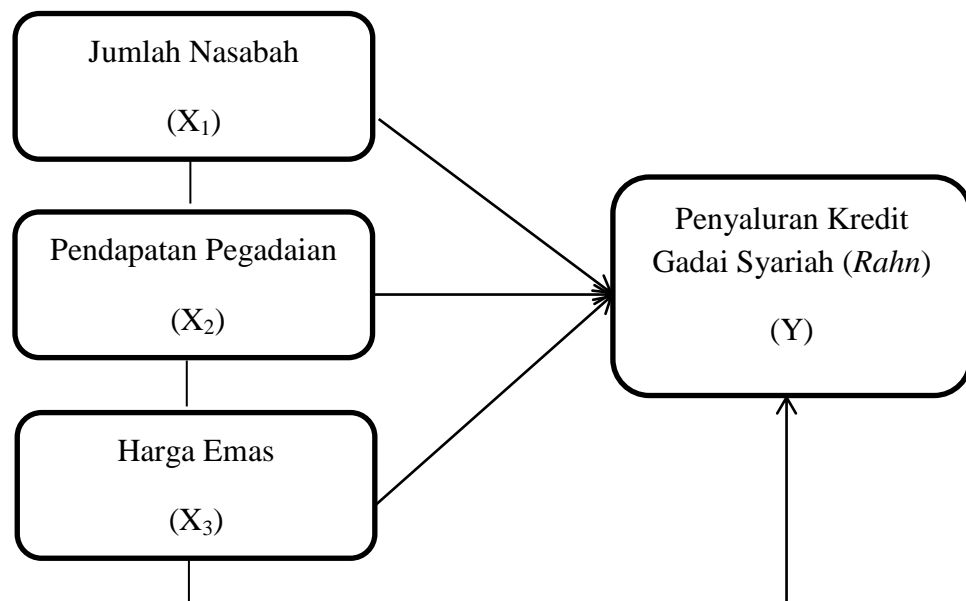 Jumlah Nasabah
(X₁)
Pendapatan Pegadaian
(X₂)
Harga Emas
(X₃)
Penyaluran Kredit
Gadai Syariah (Rahn)
(Y)